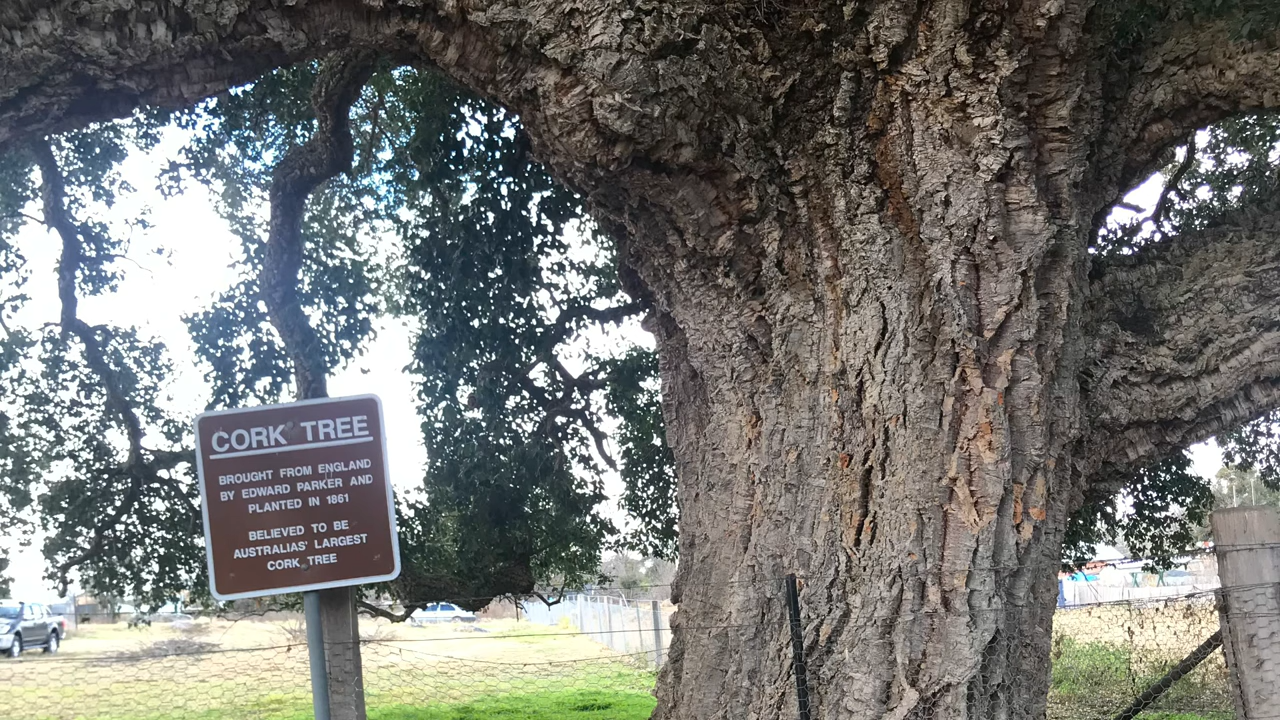 CORK TREE
BROUGHT FROM ENGLAND
BY EDWARD PARKER AND
PLANTED IN 1861
BELIEVED TO BE
AUSTRALIAS' LARGEST
CORK TREE